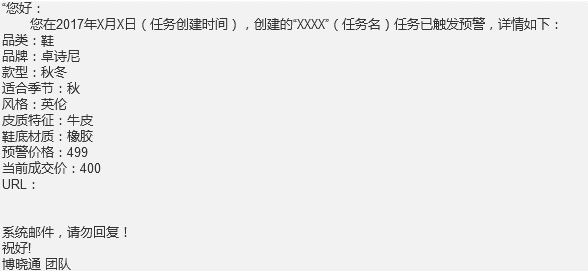 “您好：
您在2017年X月X日（任务创建时间），创建的“XXXX”（任务名）任务已触发预警，详情如下：
品类：鞋
品牌：卓诗尼
款型：秋冬
适合季节：秋
风格：英伦
皮质特征：牛皮
鞋底材质：橡胶
预警价格：499
当前成交价：400
URL：
系统邮件，请勿回复！
祝好!
博晓通 团队